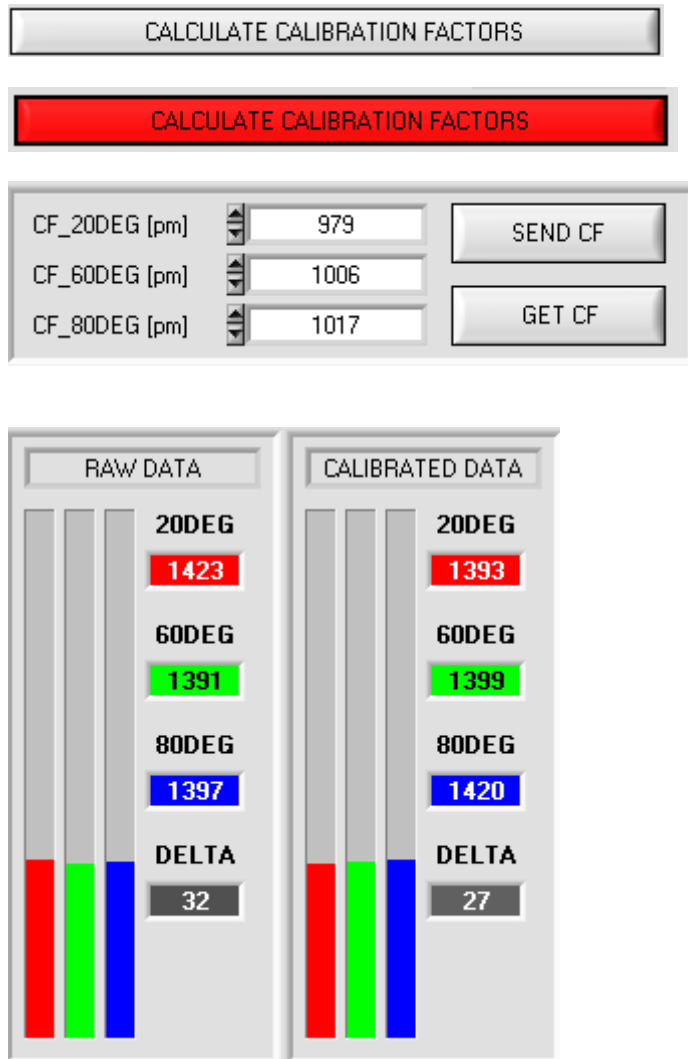 CALCULATE CALIBRATION FACTORS
CALCULATE CALIBRATION FACTORS
CF_20DEG [pm] 979 SEND CF
CF_60DEG [pm] 1006
CF_80DEG [pm] 1017 GET CF
RAW DATA
20DEG
1423
60DEG
1391
80DEG
1397
DELTA
32
CALIBRATED DATA
20DEG
1393
60DEG
1399
80DEG
1420
DELTA
27